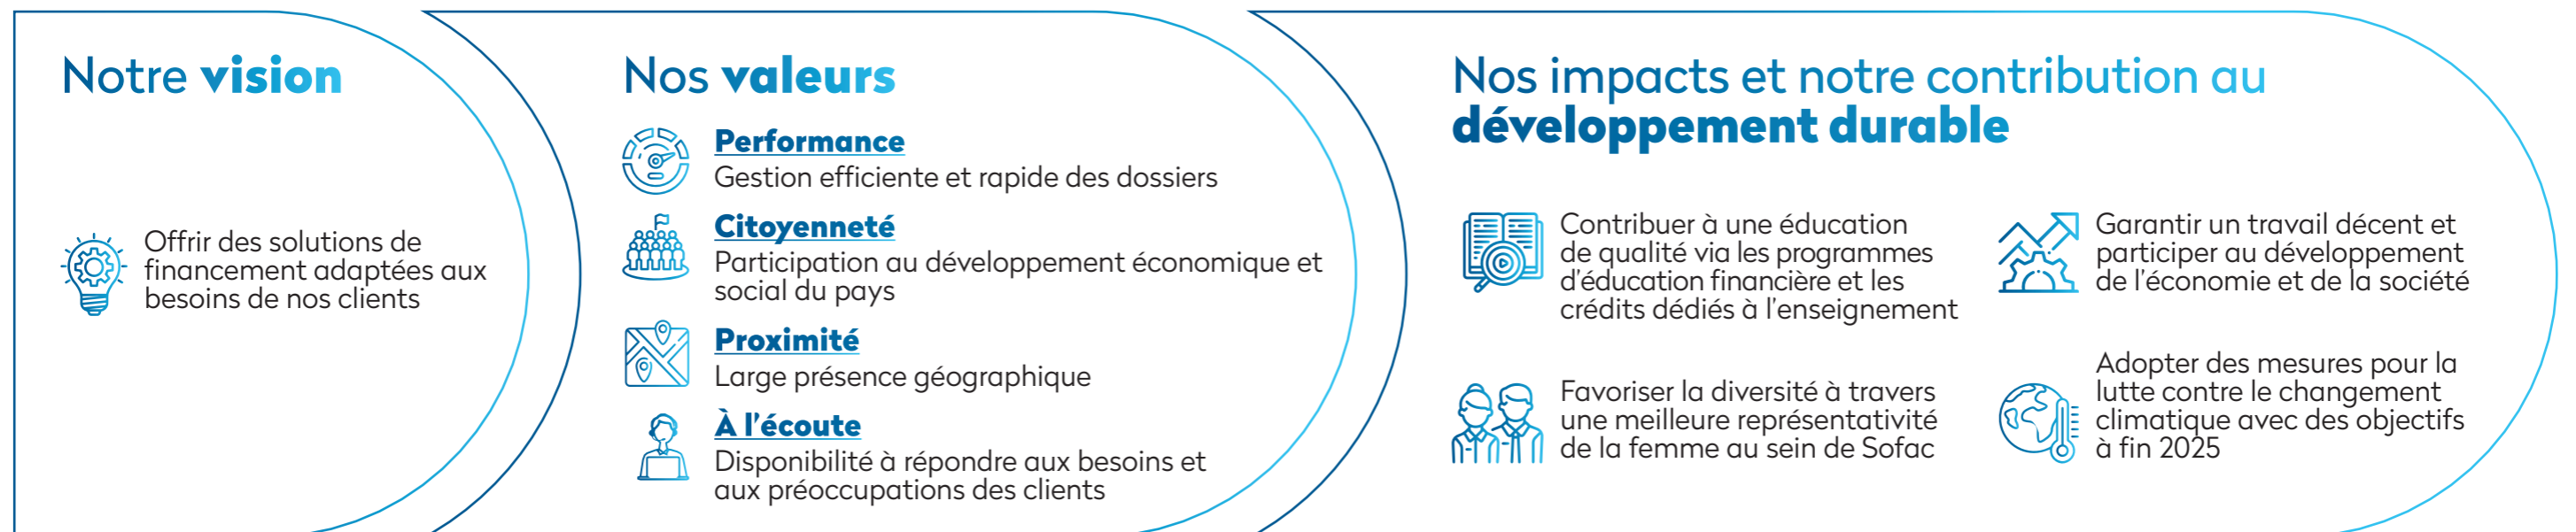 Notre vision
Offrir des solutions de
financement adaptées aux
besoins de nos clients
Nos valeurs
Performance
Gestion efficiente et rapide des dossiers
Citoyenneté
Participation au développement économique et
social du pays
Proximité
Large présence géographique
À l'écoute
Disponibilité à répondre aux besoins et
aux préoccupations des clients
Nos impacts et notre contribution au
développement durable
Contribuer à une éducation
de qualité via les programmes
d'éducation financière et les
crédits dédiés à l'enseignement
Garantir un travail décent et
participer au développement
de l'économie et de la société
Favoriser la diversité à travers
une meilleure représentativité
de la femme au sein de Sofac
Adopter des mesures pour la
lutte contre le changement
climatique avec des objectifs
à fin 2025